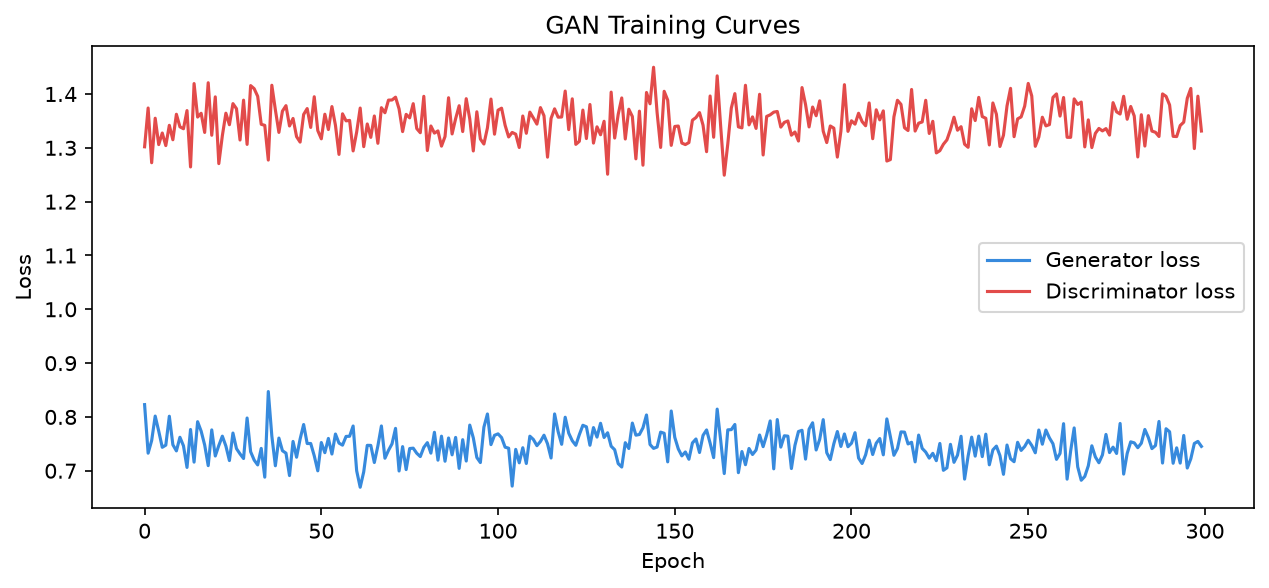 GAN Training Curves
Loss
1.4
1.3
1.2
1.1
1.0
0.9
0.8
0.7
Generator loss
Discriminator loss
0 50 100 150 200 250 300
Epoch